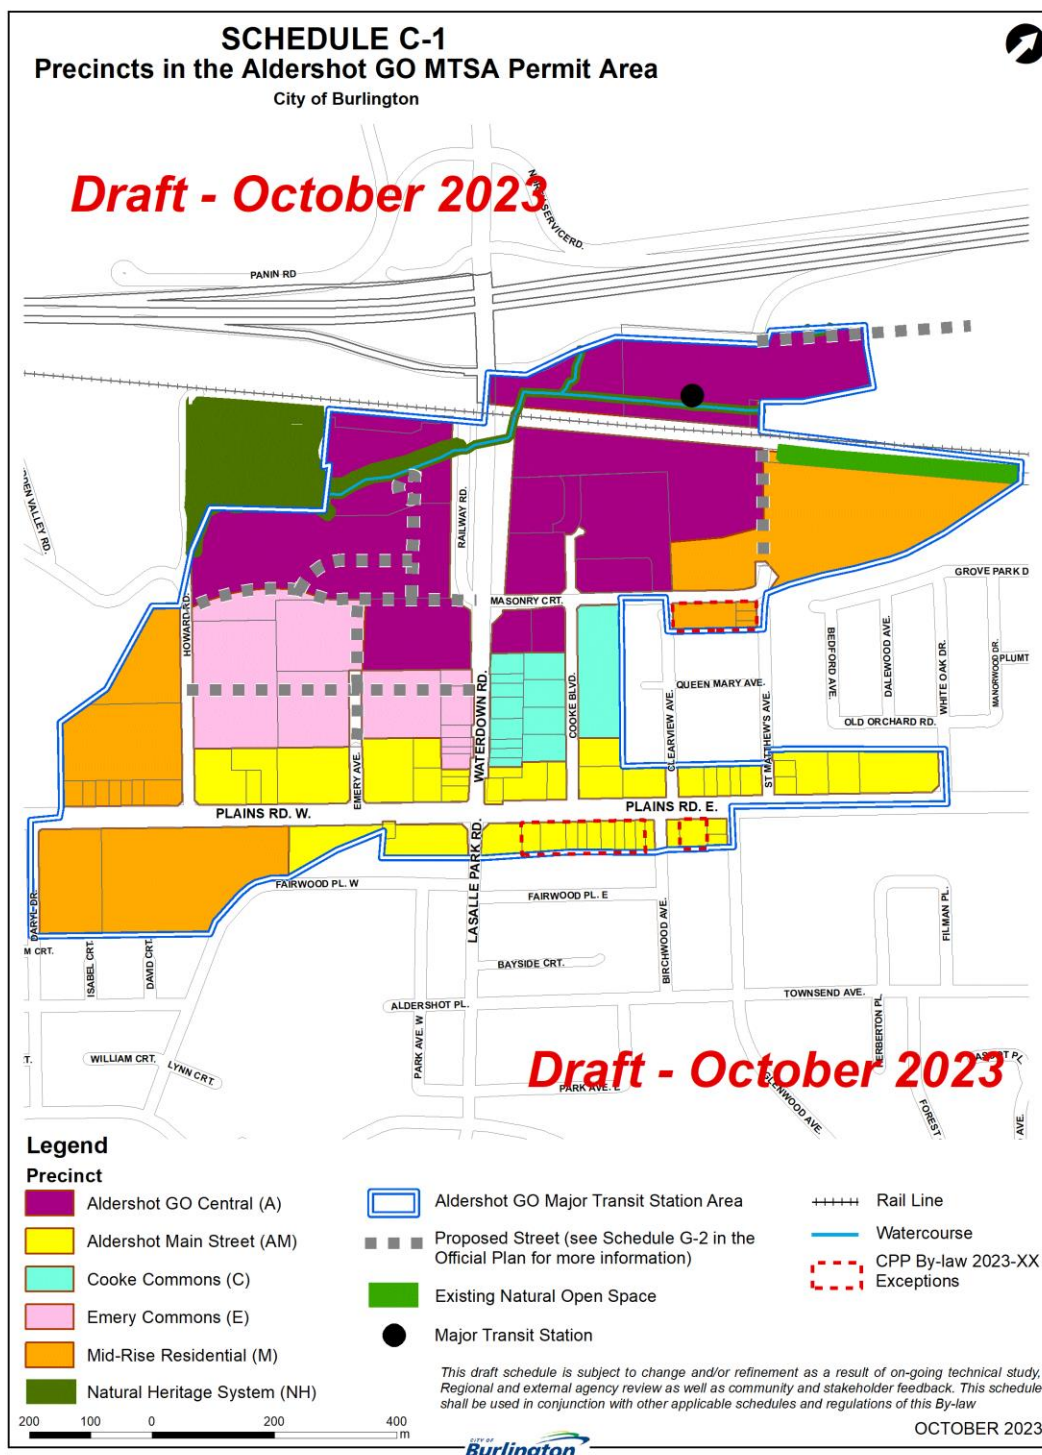 SCHEDULE C-1
Precincts in the Aldershot GO MTSA Permit Area
City of Burlington
Draft - October 2023
NORTH SERVICE RD.
PANIN RD
RAILWAY RD.
HOWARD RD.
MASONRY CRT.
GROVE PARK D
BEDFORD AVE.
DALEWOOD AVE.
WHITE OAK DR.
MANORWOOD DR.
PLUMT
QUEEN MARY AVE.
OLD ORCHARD RD.
WATERDOWN RD.
COOKE BLVD.
CLEARVIEW AVE.
ST MATTHEW'S AVE.
EMERY AVE.
PLAINS RD. W.
PLAINS RD. E.
LASALLE PARK RD.
FAIRWOOD PL. W
FAIRWOOD PL. E
DARYL DR.
M CRT.
ISABEL CRT.
DAVID CRT.
BIRCHWOOD AVE.
FILMAN PL.
BAYSIDE CRT.
ALDERSHOT PL.
TOWNSEND AVE.
PARK AVE. W
T.
WILLIAM CRT.
LYNN CRT.
Draft - October 2023
PARK AVE. E
GLENWOOD AVE.
FOREST
AVE.
Legend
Precinct
Aldershot GO Central (A)
Aldershot Main Street (AM)
Cooke Commons (C)
Emery Commons (E)
Mid-Rise Residential (M)
Natural Heritage System (NH)
Aldershot GO Major Transit Station Area
Proposed Street (see Schedule G-2 in the
Official Plan for more information)
Existing Natural Open Space
Major Transit Station
Rail Line
Watercourse
CPP By-law 2023-XX
Exceptions
This draft schedule is subject to change and/or refinement as a result of on-going technical study,
Regional and external agency review as well as community and stakeholder feedback. This schedule
shall be used in conjunction with other applicable schedules and regulations of this By-law
200 100 0 200 400
m
CITY OF
Burlington
OCTOBER 2023